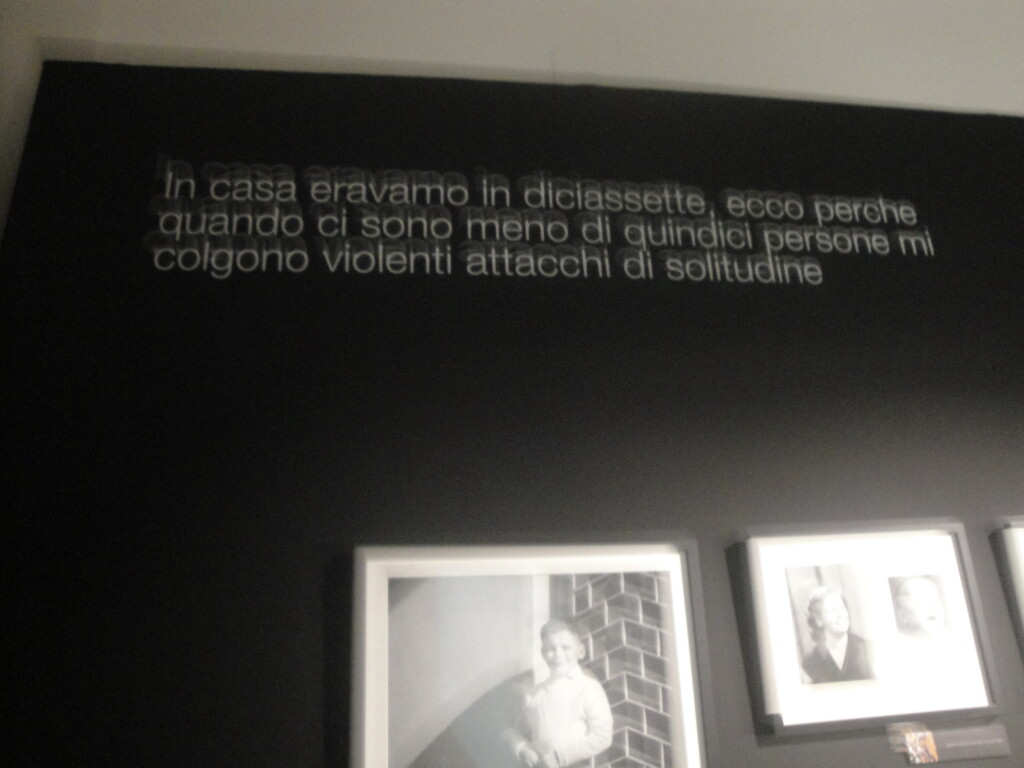 In casa eravamo in diciassette, ecco perche
quando ci sono meno di quindici persone mi
colgono violenti attacchi di solitudine